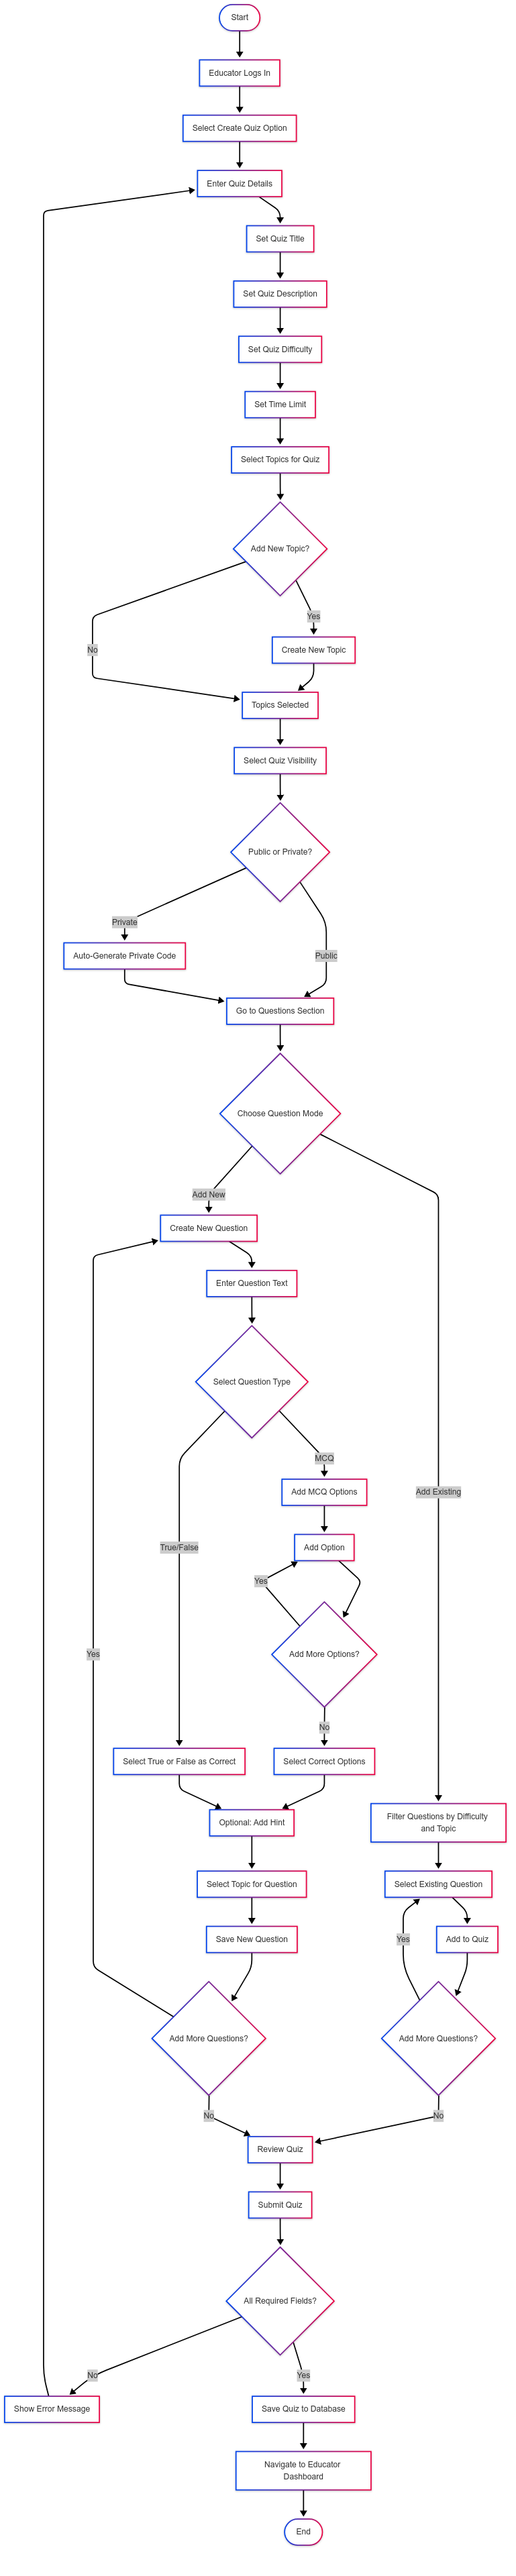 Start
Educator Logs In
Select Create Quiz Option
Enter Quiz Details
Set Quiz Title
Set Quiz Description
Set Quiz Difficulty
Set Time Limit
Select Topics for Quiz
Add New Topic?
Yes
No
Create New Topic
Topics Selected
Select Quiz Visibility
Public or Private?
Private
Public
Auto-Generate Private Code
Go to Questions Section
Choose Question Mode
Add New
Create New Question
Enter Question Text
Select Question Type
MCQ
Add MCQ Options
Add Existing
True/False
Add Option
Yes
Yes
Add More Options?
No
Select True or False as Correct
Select Correct Options
Optional: Add Hint
Filter Questions by Difficulty
and Topic
Select Topic for Question
Select Existing Question
Save New Question
Yes
Add to Quiz
Add More Questions?
Add More Questions?
No
No
Review Quiz
Submit Quiz
All Required Fields?
No
Yes
Show Error Message
Save Quiz to Database
Navigate to Educator
Dashboard
End